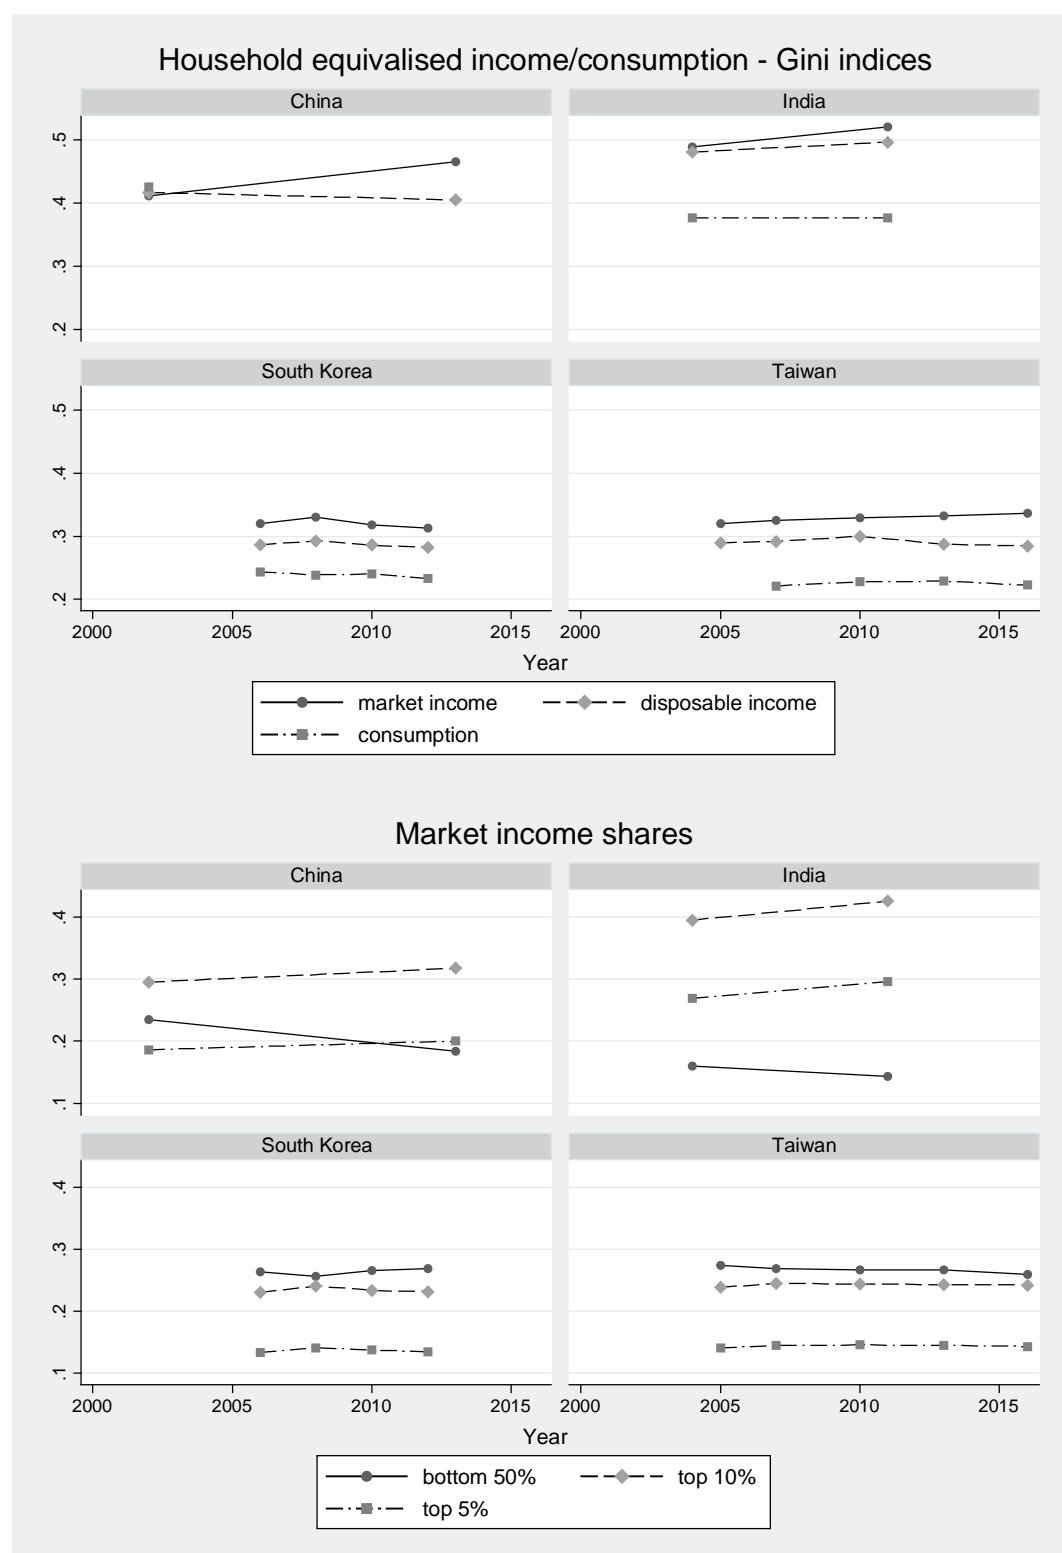 Household equivalised income/consumption - Gini indices
China
India
.5
.4
.3
.2
South Korea
Taiwan
.5
.4
.3
.2
2000 2005 2010 2015 2000 2005 2010 2015
Year
market income
disposable income
consumption
Market income shares
China
India
.4
.3
.2
.1
South Korea
Taiwan
.4
.3
.2
.1
2000 2005 2010 2015 2000 2005 2010 2015
Year
bottom 50%
top 10%
top 5%